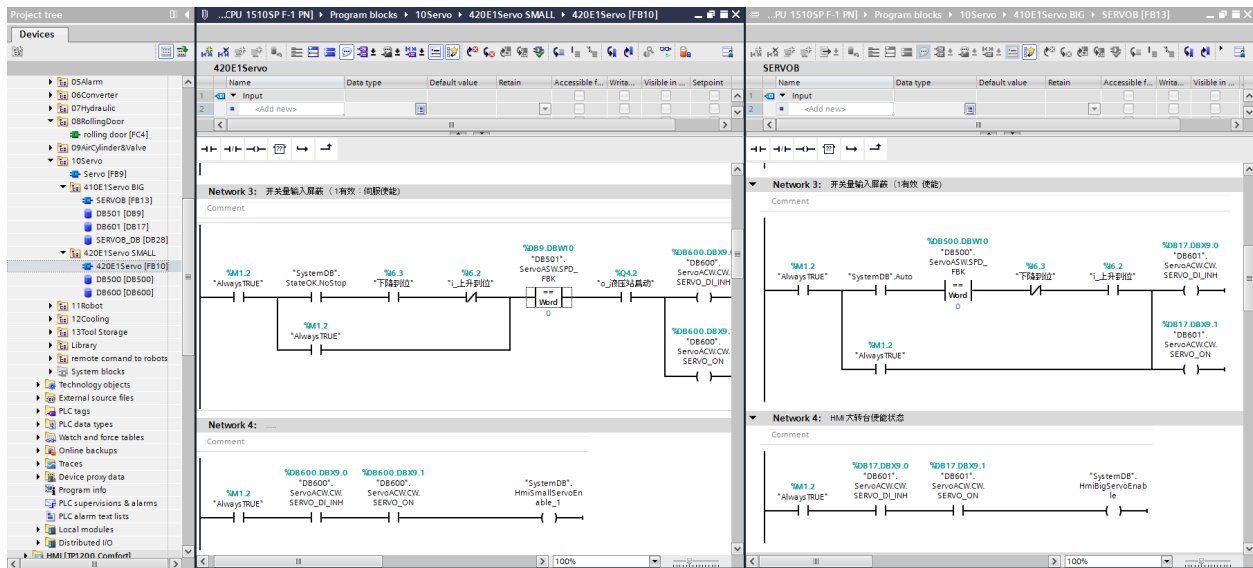 Project tree
Devices
05Alarm
06Converter
07Hydraulic
08RollingDoor
rolling door [FC4]
09AirCylinder&Valve
10Servo
Servo [FB9]
410E1Servo BIG
SERVOB [FB13]
DB501 [DB9]
DB601 [DB17]
SERVOB_DB [DB28]
420E1Servo SMALL
420E1Servo [FB10]
DB500 [DB500]
DB600 [DB600]
11Robot
12Cooling
13Tool Storage
Library
remote comand to robots
System blocks
Technology objects
External source files
PLC tags
PLC data types
Watch and force tables
Online backups
Traces
Device proxy data
Program info
PLC supervisions & alarms
PLC alarm text lists
Local modules
Distributed I/O
HMI [TP1200 Comfort]
...CPU 1510SP F-1 PN] ▸ Program blocks ▸ 10Servo ▸ 420E1Servo SMALL ▸ 420E1Servo [FB10]
420E1Servo
Name Data type Default value Retain Accessible f... Writa... Visible in ... Setpoint
1 Input
2 <Add new>
Network 3: 开关量输入屏蔽（1有效：伺服使能）
Comment
%M1.2
"AlwaysTRUE"
"SystemDB".
StateOK.NoStop
%I6.3
"下降到位"
%I6.2
"i_上升到位"
%DB9.DBW10
"DB501".
ServoASW.SPD_
FBK
==
Word
0
%Q4.2
"o_液压站启动"
%DB600.DBX9.0
"DB600".
ServoACW.CW.
SERVO_DI_INH
%M1.2
"AlwaysTRUE"
%DB600.DBX9.1
"DB600".
ServoACW.CW.
SERVO_ON
Network 4: .....
Comment
%M1.2
"AlwaysTRUE"
%DB600.DBX9.0
"DB600".
ServoACW.CW.
SERVO_DI_INH
%DB600.DBX9.1
"DB600".
ServoACW.CW.
SERVO_ON
"SystemDB".
HmiSmallServoEn
able_1
100%
...PU 1510SP F-1 PN] ▸ Program blocks ▸ 10Servo ▸ 410E1Servo BIG ▸ SERVOB [FB13]
SERVOB
Name Data type Default value Retain Accessible f... Writa... Visible in ...
1 Input
2 <Add new>
Network 3: 开关量输入屏蔽（1有效 使能）
Comment
%M1.2
"AlwaysTRUE"
"SystemDB".Auto
%DB500.DBW10
"DB500".
ServoASW.SPD_
FBK
==
Word
0
%I6.3
"下降到位"
%I6.2
"i_上升到位"
%DB17.DBX9.0
"DB601".
ServoACW.CW.
SERVO_DI_INH
%M1.2
"AlwaysTRUE"
%DB17.DBX9.1
"DB601".
ServoACW.CW.
SERVO_ON
Network 4: HMI 大转台使能状态
Comment
%M1.2
"AlwaysTRUE"
%DB17.DBX9.0
"DB601".
ServoACW.CW.
SERVO_DI_INH
%DB17.DBX9.1
"DB601".
ServoACW.CW.
SERVO_ON
"SystemDB".
HmiBigServoEnab
le
100%